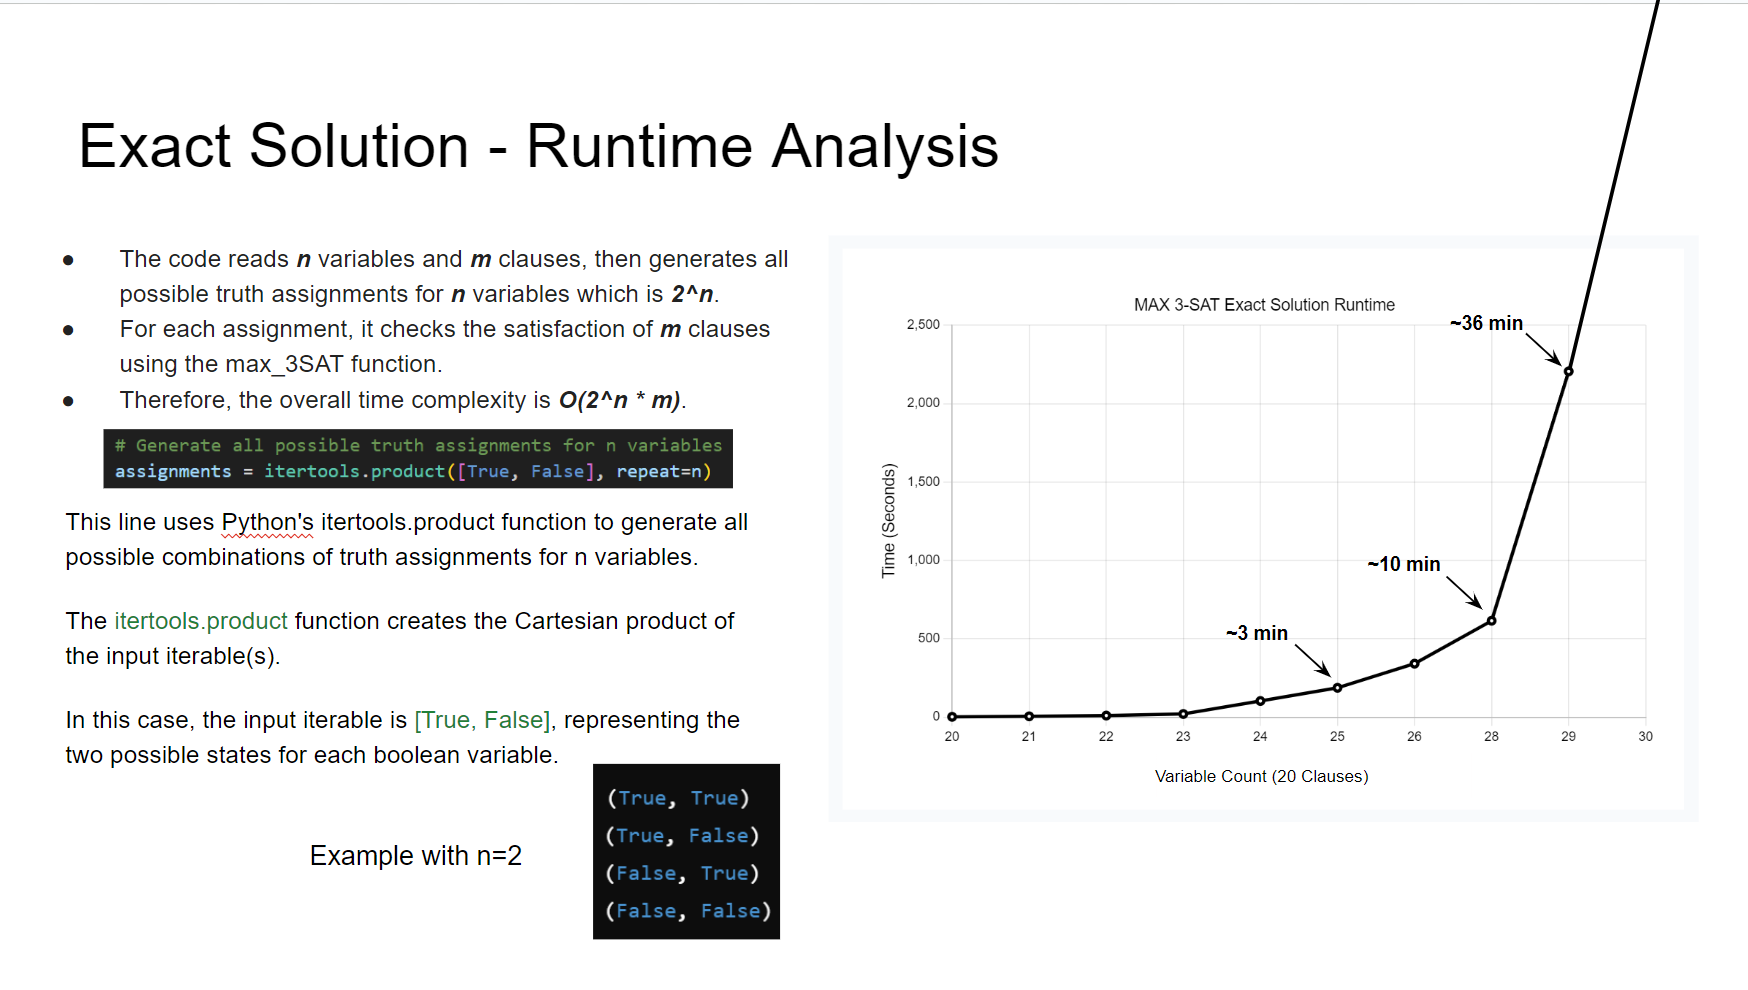 Exact Solution - Runtime Analysis
● The code reads n variables and m clauses, then generates all
possible truth assignments for n variables which is 2^n.
● For each assignment, it checks the satisfaction of m clauses
using the max_3SAT function.
● Therefore, the overall time complexity is O(2^n * m).
# Generate all possible truth assignments for n variables
assignments = itertools.product([True, False], repeat=n)
This line uses Python's itertools.product function to generate all
possible combinations of truth assignments for n variables.
The itertools.product function creates the Cartesian product of
the input iterable(s).
In this case, the input iterable is [True, False], representing the
two possible states for each boolean variable.
Example with n=2
(True, True)
(True, False)
(False, True)
(False, False)
MAX 3-SAT Exact Solution Runtime
~36 min
~10 min
~3 min
Time (Seconds)
2,500
2,000
1,500
1,000
500
0
20 21 22 23 24 25 26 28 29 30
Variable Count (20 Clauses)